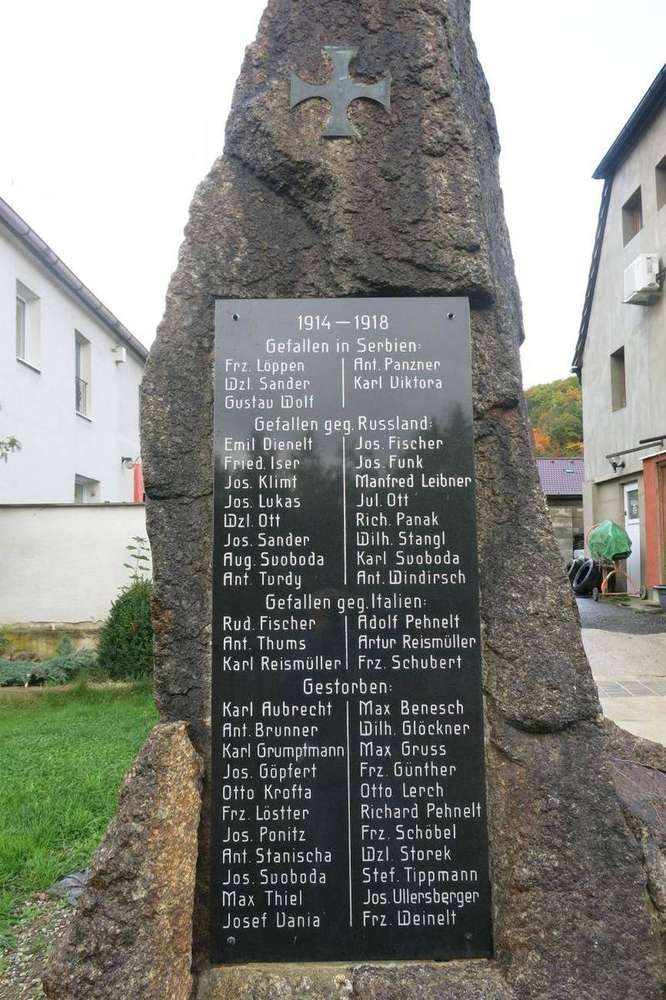 1914 — 1918
Gefallen in Serbien:
Frz. Löppen Ant. Panzner
Wzl. Sander Karl Viktora
Gustav Wolf
Gefallen geg. Russland:
Emil Dienelt Jos. Fischer
Fried. Iser Jos. Funk
Jos. Klimt Manfred Leibner
Jos. Lukas Jul. Ott
Wzl. Ott Rich. Panak
Jos. Sander Wilh. Stangl
Aug. Svoboda Karl Svoboda
Ant. Tvrdy Ant. Windirsch
Gefallen geg. Italien:
Rud. Fischer Adolf Pehnelt
Ant. Thums Artur Reismüller
Karl Reismüller Frz. Schubert
Gestorben:
Karl Aubrecht Max Benesch
Ant. Brunner Wilh. Glöckner
Karl Grumptmann Max Gruss
Jos. Göpfert Frz. Günther
Otto Krofta Otto Lerch
Frz. Löstter Richard Pehnelt
Jos. Ponitz Frz. Schöbel
Ant. Stanischa Wzl. Storek
Jos. Svoboda Stef. Tippmann
Max Thiel Jos. Ullersberger
Josef Vania Frz. Weinelt